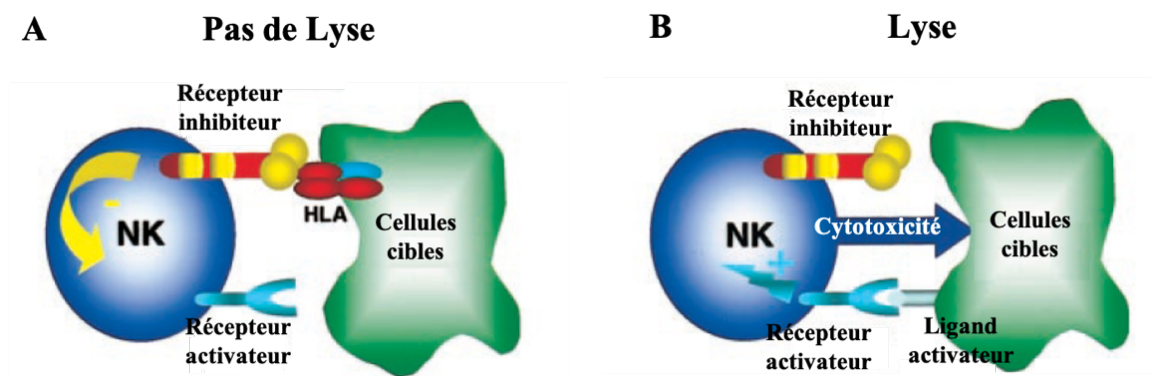 A
Pas de Lyse
Récepteur
inhibiteur
NK
HLA
Cellules
cibles
Récepteur
activateur
B
Lyse
Récepteur
inhibiteur
NK
Cytotoxicité
Cellules
cibles
Récepteur
activateur
Ligand
activateur